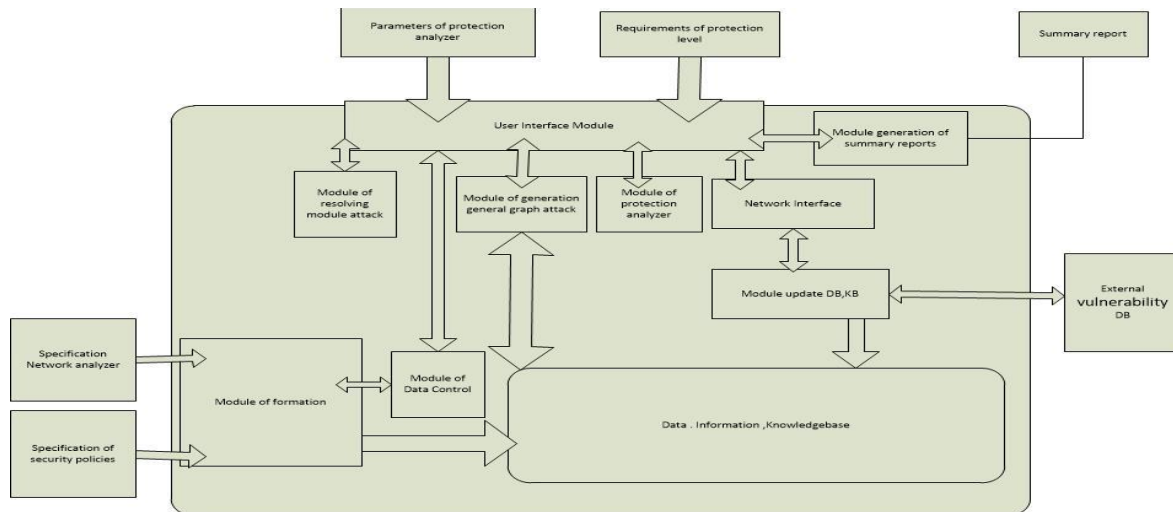 Parameters of protection
analyzer
Requirements of protection
level
Summary report
User Interface Module
Module generation of
summary reports
Module of
resolving
module attack
Module of generation
general graph attack
Module of
protection
analyzer
Network Interface
Module update DB,KB
External
vulnerability
DB
Specification
Network analyzer
Module of formation
Module of
Data Control
Data . Information ,Knowledgebase
Specification of
security policies